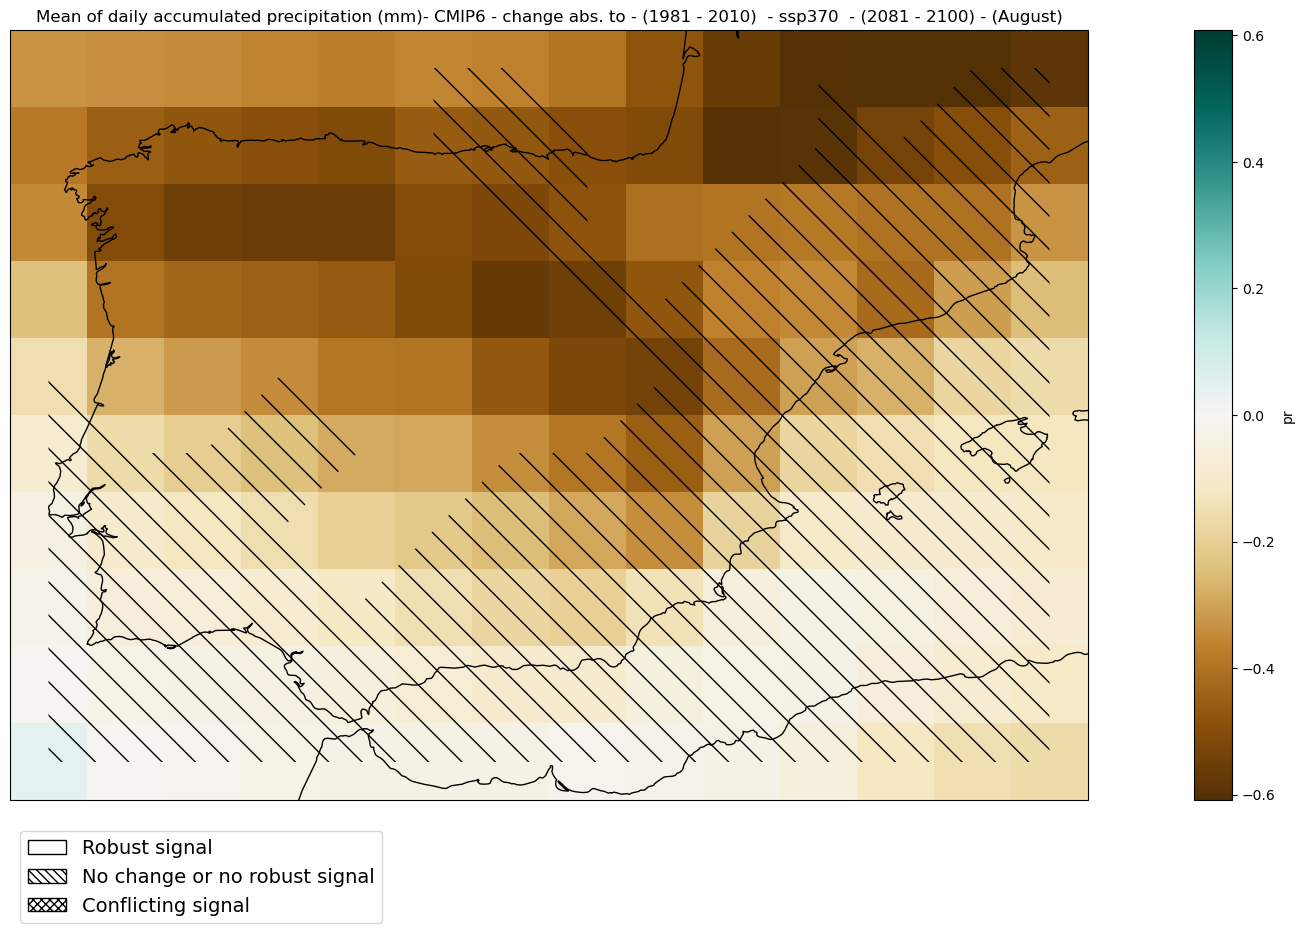 Mean of daily accumulated precipitation (mm)- CMIP6 - change abs. to - (1981 - 2010)  - ssp370  - (2081 - 2100) - (August)
0.6
0.4
0.2
0.0
−0.2
−0.4
−0.6
pr
Robust signal
No change or no robust signal
Conflicting signal